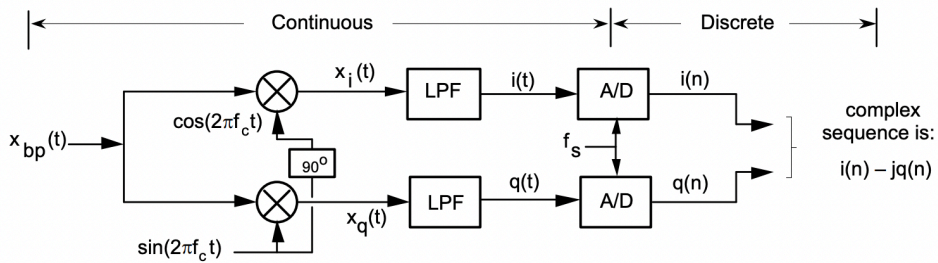 Continuous
Discrete
x_bp(t)
x_i(t)
LPF
i(t)
A/D
i(n)
cos(2πf_ct)
90°
f_s
complex
sequence is:
i(n) – jq(n)
x_q(t)
LPF
q(t)
A/D
q(n)
sin(2πf_ct)